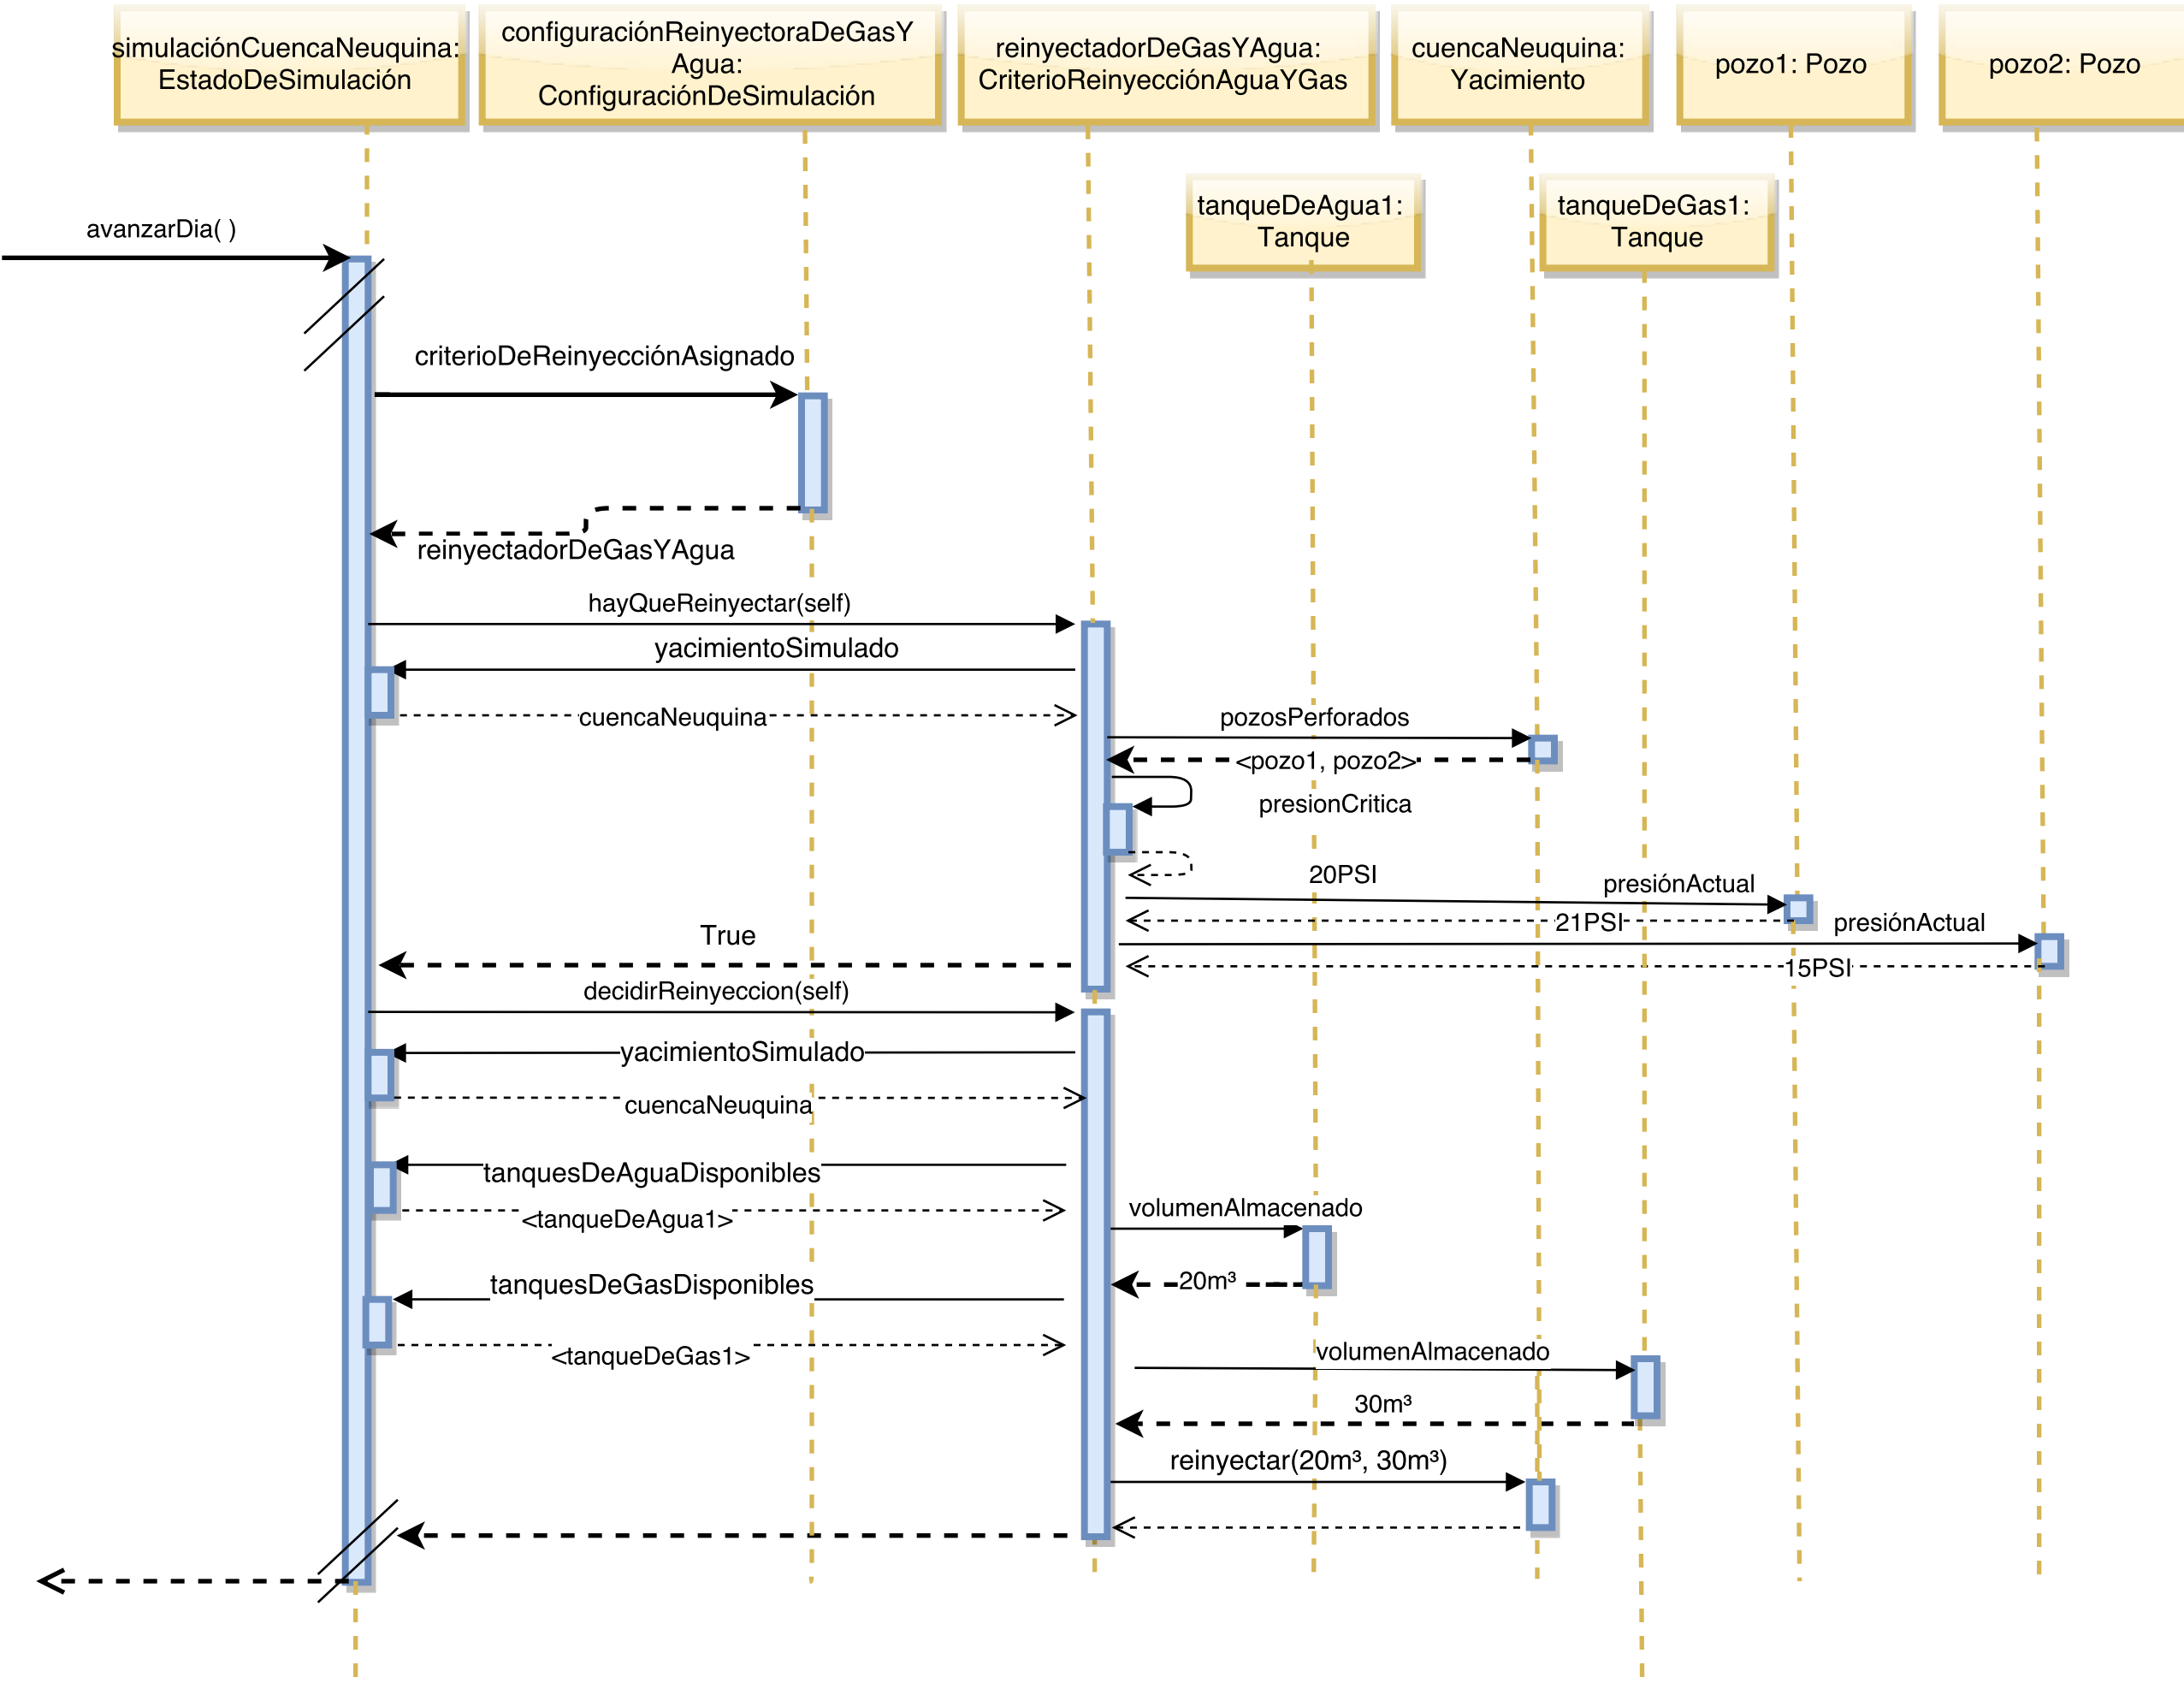 simulaciónCuencaNeuquina:
EstadoDeSimulación
configuraciónReinyectoraDeGasY
Agua:
ConfiguraciónDeSimulación
reinyectadorDeGasYAgua:
CriterioReinyecciónAguaYGas
cuencaNeuquina:
Yacimiento
pozo1: Pozo
pozo2: Pozo
tanqueDeAgua1:
Tanque
tanqueDeGas1:
Tanque
avanzarDia( )
criterioDeReinyecciónAsignado
reinyectadorDeGasYAgua
hayQueReinyectar(self)
yacimientoSimulado
cuencaNeuquina
pozosPerforados
<pozo1, pozo2>
presionCritica
20PSI
presiónActual
21PSI
presiónActual
True
15PSI
decidirReinyeccion(self)
yacimientoSimulado
cuencaNeuquina
tanquesDeAguaDisponibles
<tanqueDeAgua1>
volumenAlmacenado
20m³
tanquesDeGasDisponibles
<tanqueDeGas1>
volumenAlmacenado
30m³
reinyectar(20m³, 30m³)